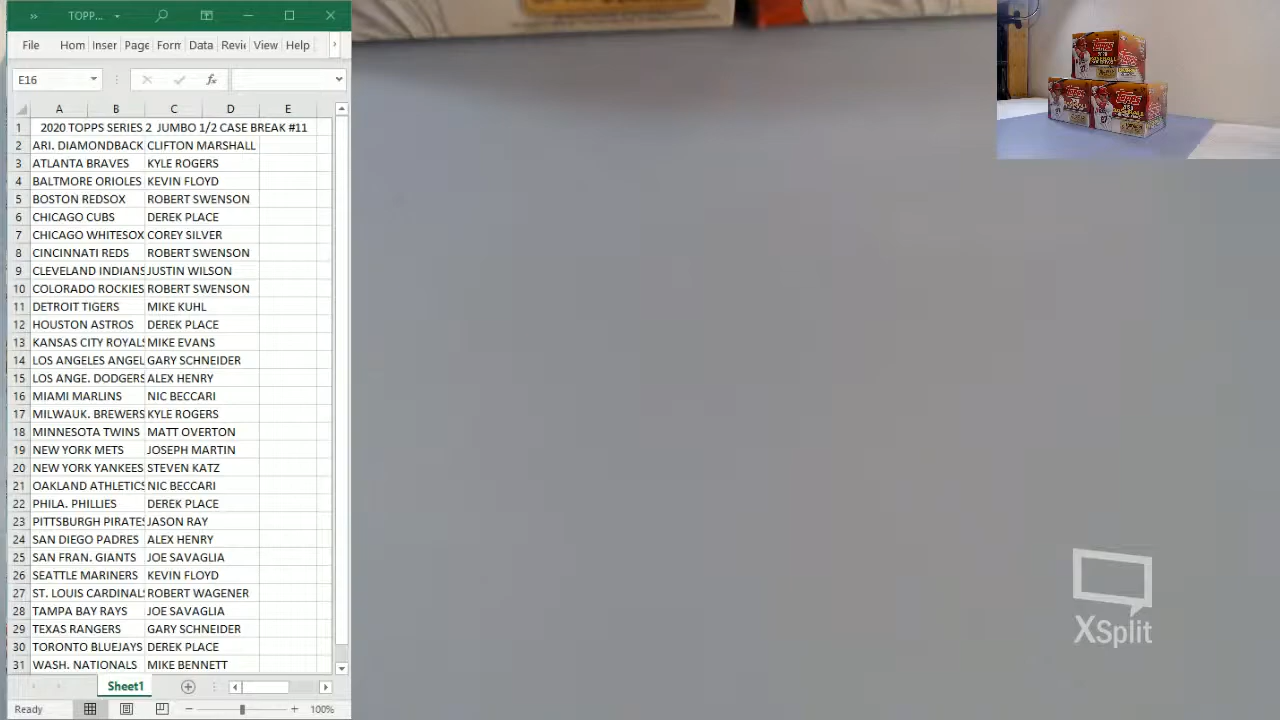 TOPP...
File Hom Inser Page Form Data Revi View Help
E16 fx
A B C D E
1 2020 TOPPS SERIES 2 JUMBO 1/2 CASE BREAK #11
2 ARI. DIAMONDBACK CLIFTON MARSHALL
3 ATLANTA BRAVES KYLE ROGERS
4 BALTMORE ORIOLES KEVIN FLOYD
5 BOSTON REDSOX ROBERT SWENSON
6 CHICAGO CUBS DEREK PLACE
7 CHICAGO WHITESOX COREY SILVER
8 CINCINNATI REDS ROBERT SWENSON
9 CLEVELAND INDIANS JUSTIN WILSON
10 COLORADO ROCKIES ROBERT SWENSON
11 DETROIT TIGERS MIKE KUHL
12 HOUSTON ASTROS DEREK PLACE
13 KANSAS CITY ROYALS MIKE EVANS
14 LOS ANGELES ANGEL GARY SCHNEIDER
15 LOS ANGE. DODGERS ALEX HENRY
16 MIAMI MARLINS NIC BECCARI
17 MILWAUK. BREWERS KYLE ROGERS
18 MINNESOTA TWINS MATT OVERTON
19 NEW YORK METS JOSEPH MARTIN
20 NEW YORK YANKEES STEVEN KATZ
21 OAKLAND ATHLETICS NIC BECCARI
22 PHILA. PHILLIES DEREK PLACE
23 PITTSBURGH PIRATES JASON RAY
24 SAN DIEGO PADRES ALEX HENRY
25 SAN FRAN. GIANTS JOE SAVAGLIA
26 SEATTLE MARINERS KEVIN FLOYD
27 ST. LOUIS CARDINALS ROBERT WAGENER
28 TAMPA BAY RAYS JOE SAVAGLIA
29 TEXAS RANGERS GARY SCHNEIDER
30 TORONTO BLUEJAYS DEREK PLACE
31 WASH. NATIONALS MIKE BENNETT
Sheet1
Ready 100%
TOPPS
TOPPS
TOPPS
XSplit